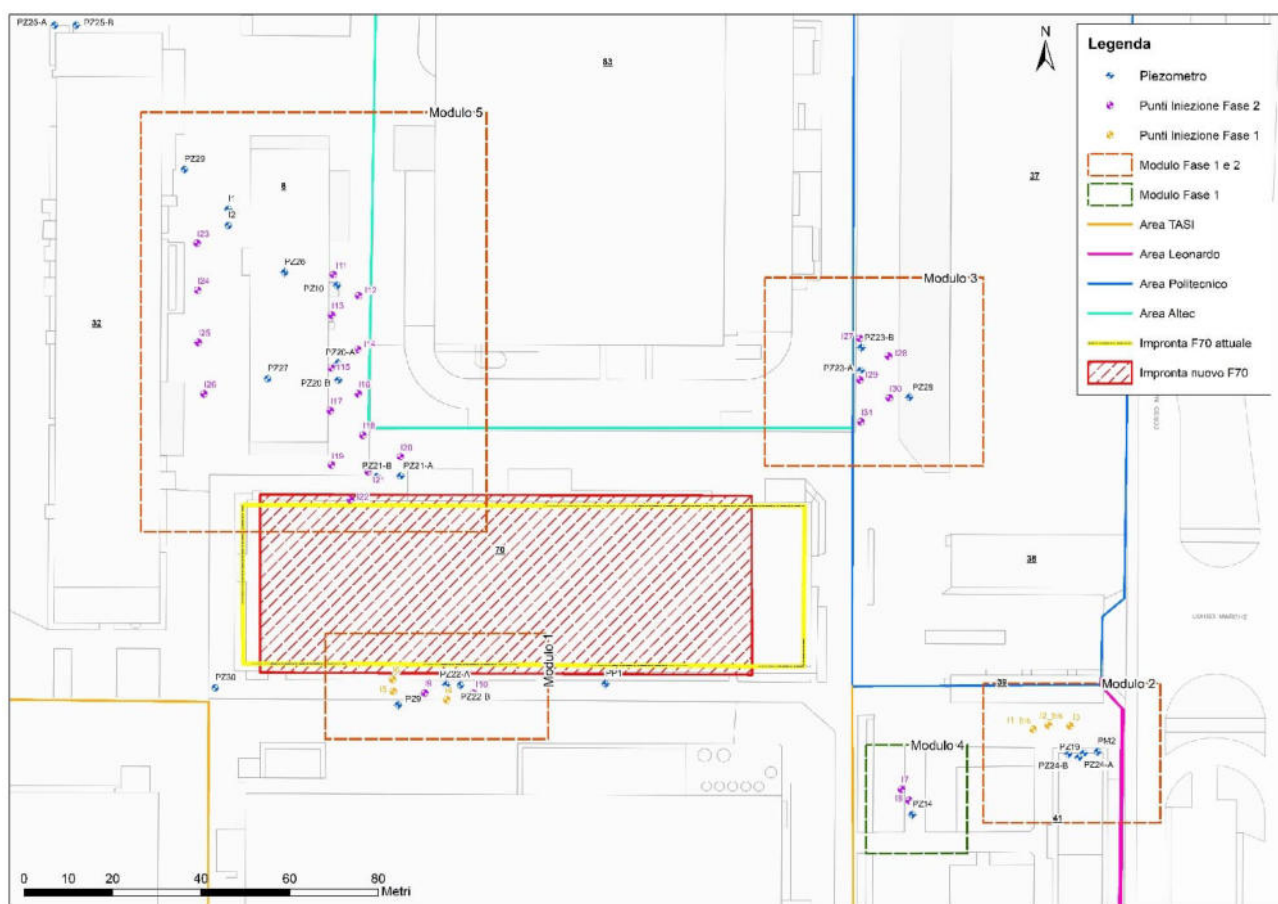 PZ25-A
PZ25-B
53
N
Legenda
Piezometro
Punti Iniezione Fase 2
Punti Iniezione Fase 1
Modulo Fase 1 e 2
Modulo Fase 1
Area TASI
Area Leonardo
Area Politecnico
Area Altec
Impronta F70 attuale
Impronta nuovo F70
Modulo 5
PZ29
I1
I2
I23
PZ26
I11
PZ10
I12
I24
I13
I25
I14
PZ20-A
I15
PZ27
PZ20 B
I16
I26
I17
I18
I19
I20
PZ21-B
PZ21-A
I22
32
37
Modulo 3
I27
PZ23-B
I28
PZ23-A
I29
I30
PZ28
I31
70
38
Modulo 1
PZ30
I5
PZ22-A
I10
PZ22 B
PZ9
PP1
Modulo 2
I3
PZ19
PM2
PZ24-B
PZ24-A
41
Modulo 4
I7
PZ14
0 10 20 40 60 80
Metri